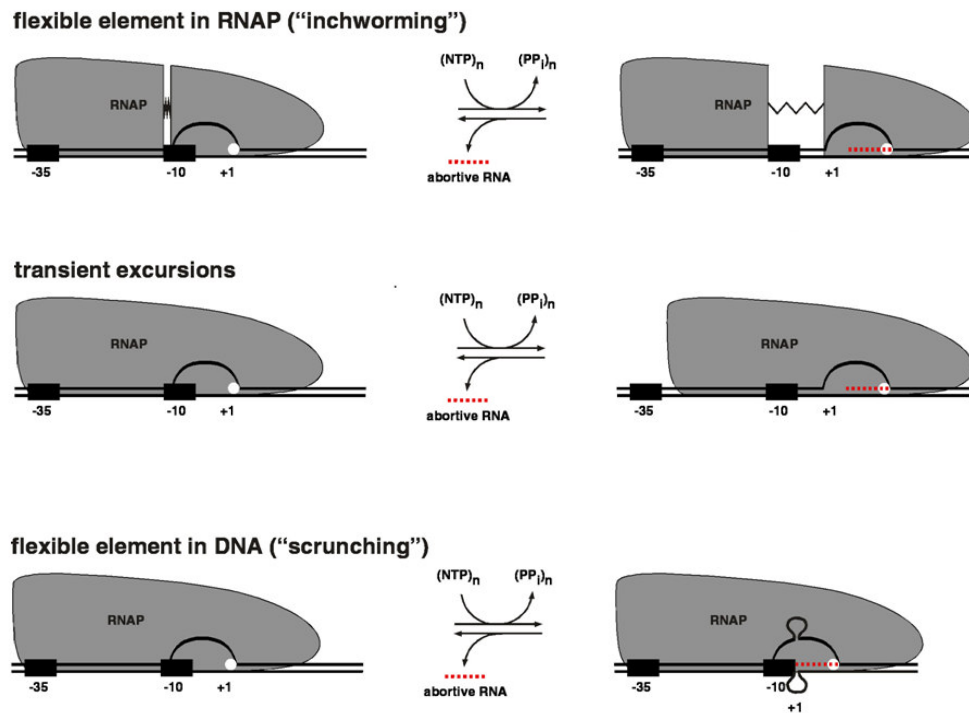 flexible element in RNAP (“inchworming”)
(NTP)n (PPi)n
RNAP RNAP
abortive RNA
-35 -10 +1 -35 -10 +1
transient excursions
(NTP)n (PPi)n
RNAP RNAP
abortive RNA
-35 -10 +1 -35 -10 +1
flexible element in DNA (“scrunching”)
(NTP)n (PPi)n
RNAP RNAP
abortive RNA
-35 -10 +1 -35 -10
+1